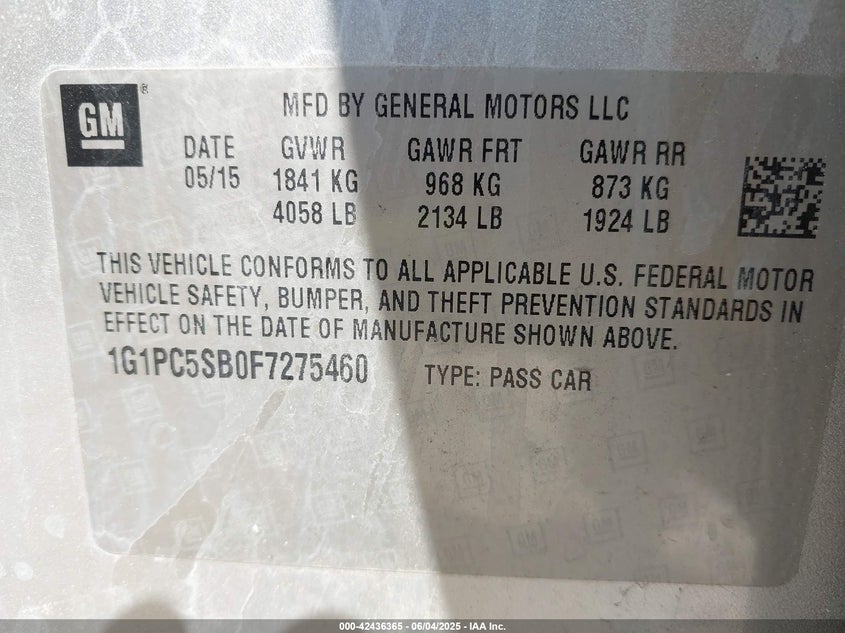 GM®
MFD BY GENERAL MOTORS LLC
DATE GVWR GAWR FRT GAWR RR
05/15 1841 KG 968 KG 873 KG
4058 LB 2134 LB 1924 LB
THIS VEHICLE CONFORMS TO ALL APPLICABLE U.S. FEDERAL MOTOR
VEHICLE SAFETY, BUMPER, AND THEFT PREVENTION STANDARDS IN
EFFECT ON THE DATE OF MANUFACTURE SHOWN ABOVE.
1G1PC5SB0F7275460 TYPE: PASS CAR
000-42436365 - 06/04/2025 - IAA Inc.